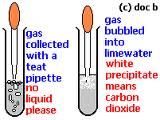 (c) doc b
gas
collected
with a
teat
pipette
no
liquid
please
gas
bubbled
into
limewater
white
precipitate
means
carbon
dioxide